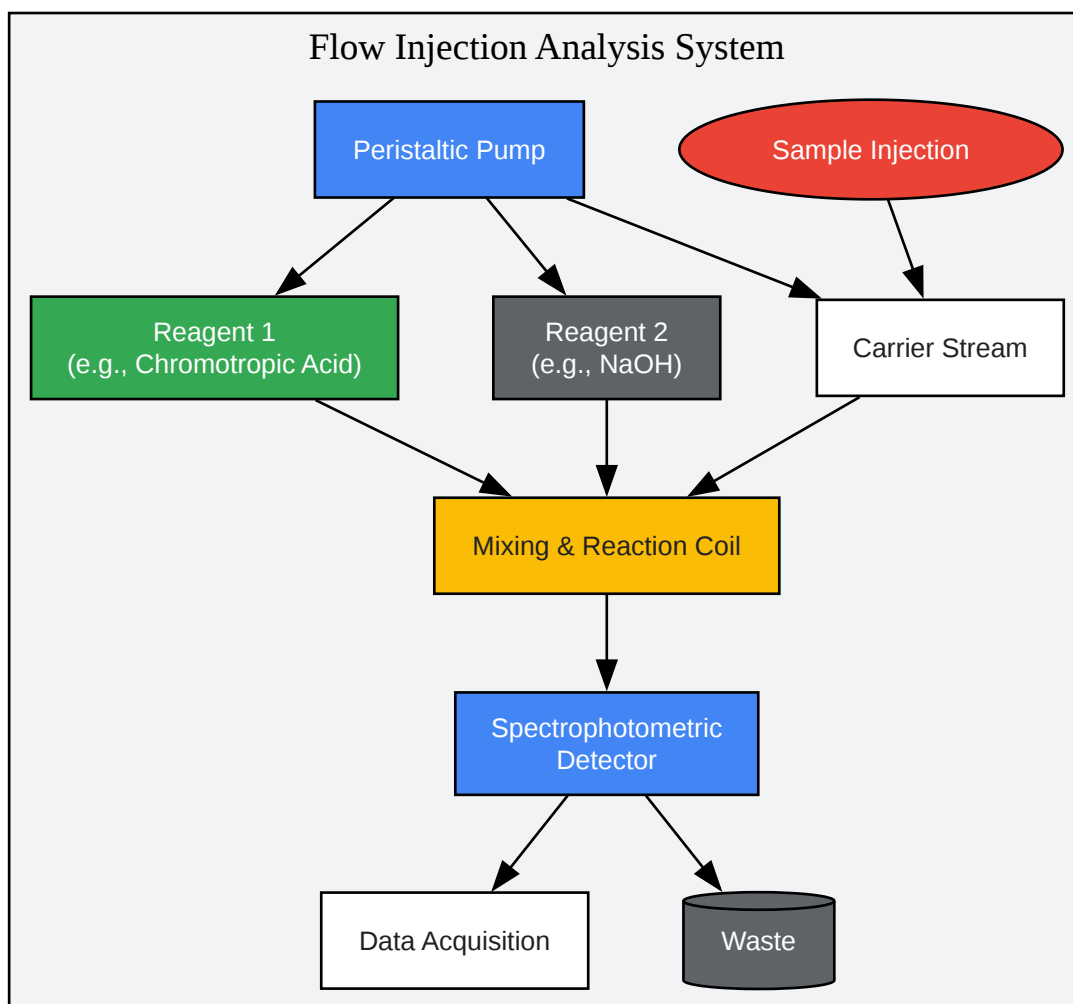 Flow Injection Analysis System
Peristaltic Pump
Sample Injection
Reagent 1
(e.g., Chromotropic Acid)
Reagent 2
(e.g., NaOH)
Carrier Stream
Mixing & Reaction Coil
Spectrophotometric
Detector
Data Acquisition
Waste